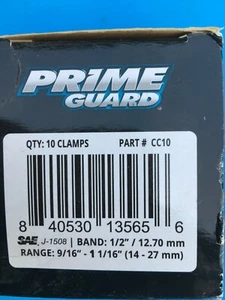 PRIME
GUARD
QTY: 10 CLAMPS PART # CC10
8 40530 13565 6
SAE J-1508 | BAND: 1/2" / 12.70 mm
RANGE: 9/16" - 1 1/16" (14 - 27 mm)